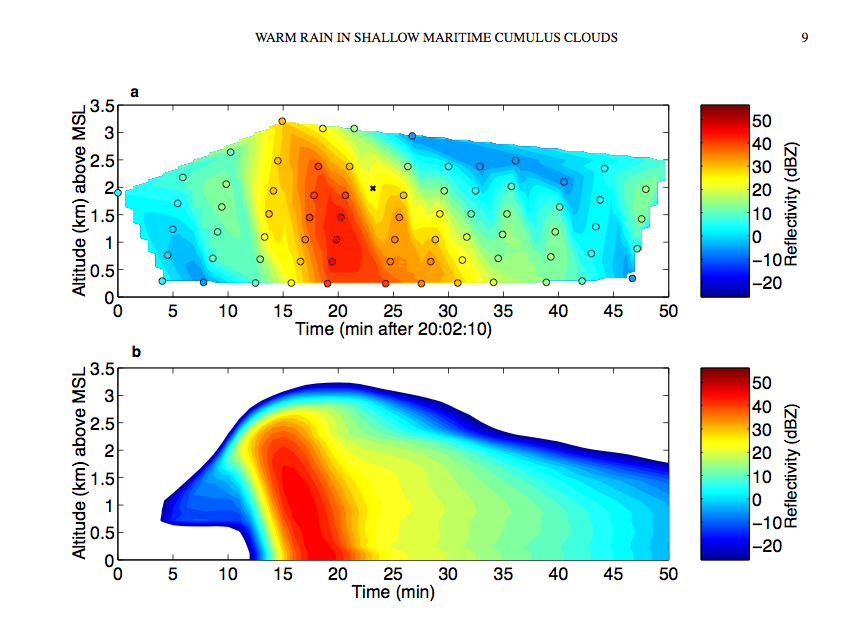 WARM RAIN IN SHALLOW MARITIME CUMULUS CLOUDS 9
a
3.5
3
2.5
2
1.5
1
0.5
0
Altitude (km) above MSL
0 5 10 15 20 25 30 35 40 45 50
Time (min after 20:02:10)
50
40
30
20
10
0
−10
−20
Reflectivity (dBZ)
b
3.5
3
2.5
2
1.5
1
0.5
0
Altitude (km) above MSL
0 5 10 15 20 25 30 35 40 45 50
Time (min)
50
40
30
20
10
0
−10
−20
Reflectivity (dBZ)